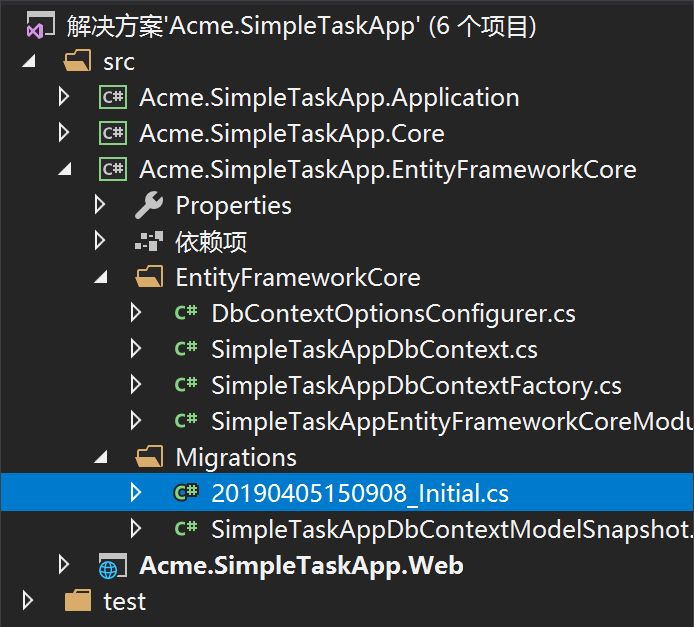 解决方案'Acme.SimpleTaskApp' (6 个项目)
src
C# Acme.SimpleTaskApp.Application
C# Acme.SimpleTaskApp.Core
C# Acme.SimpleTaskApp.EntityFrameworkCore
Properties
依赖项
EntityFrameworkCore
C# DbContextOptionsConfigurer.cs
C# SimpleTaskAppDbContext.cs
C# SimpleTaskAppDbContextFactory.cs
C# SimpleTaskAppEntityFrameworkCoreModu
Migrations
C# 20190405150908_Initial.cs
C# SimpleTaskAppDbContextModelSnapshot.
Acme.SimpleTaskApp.Web
test